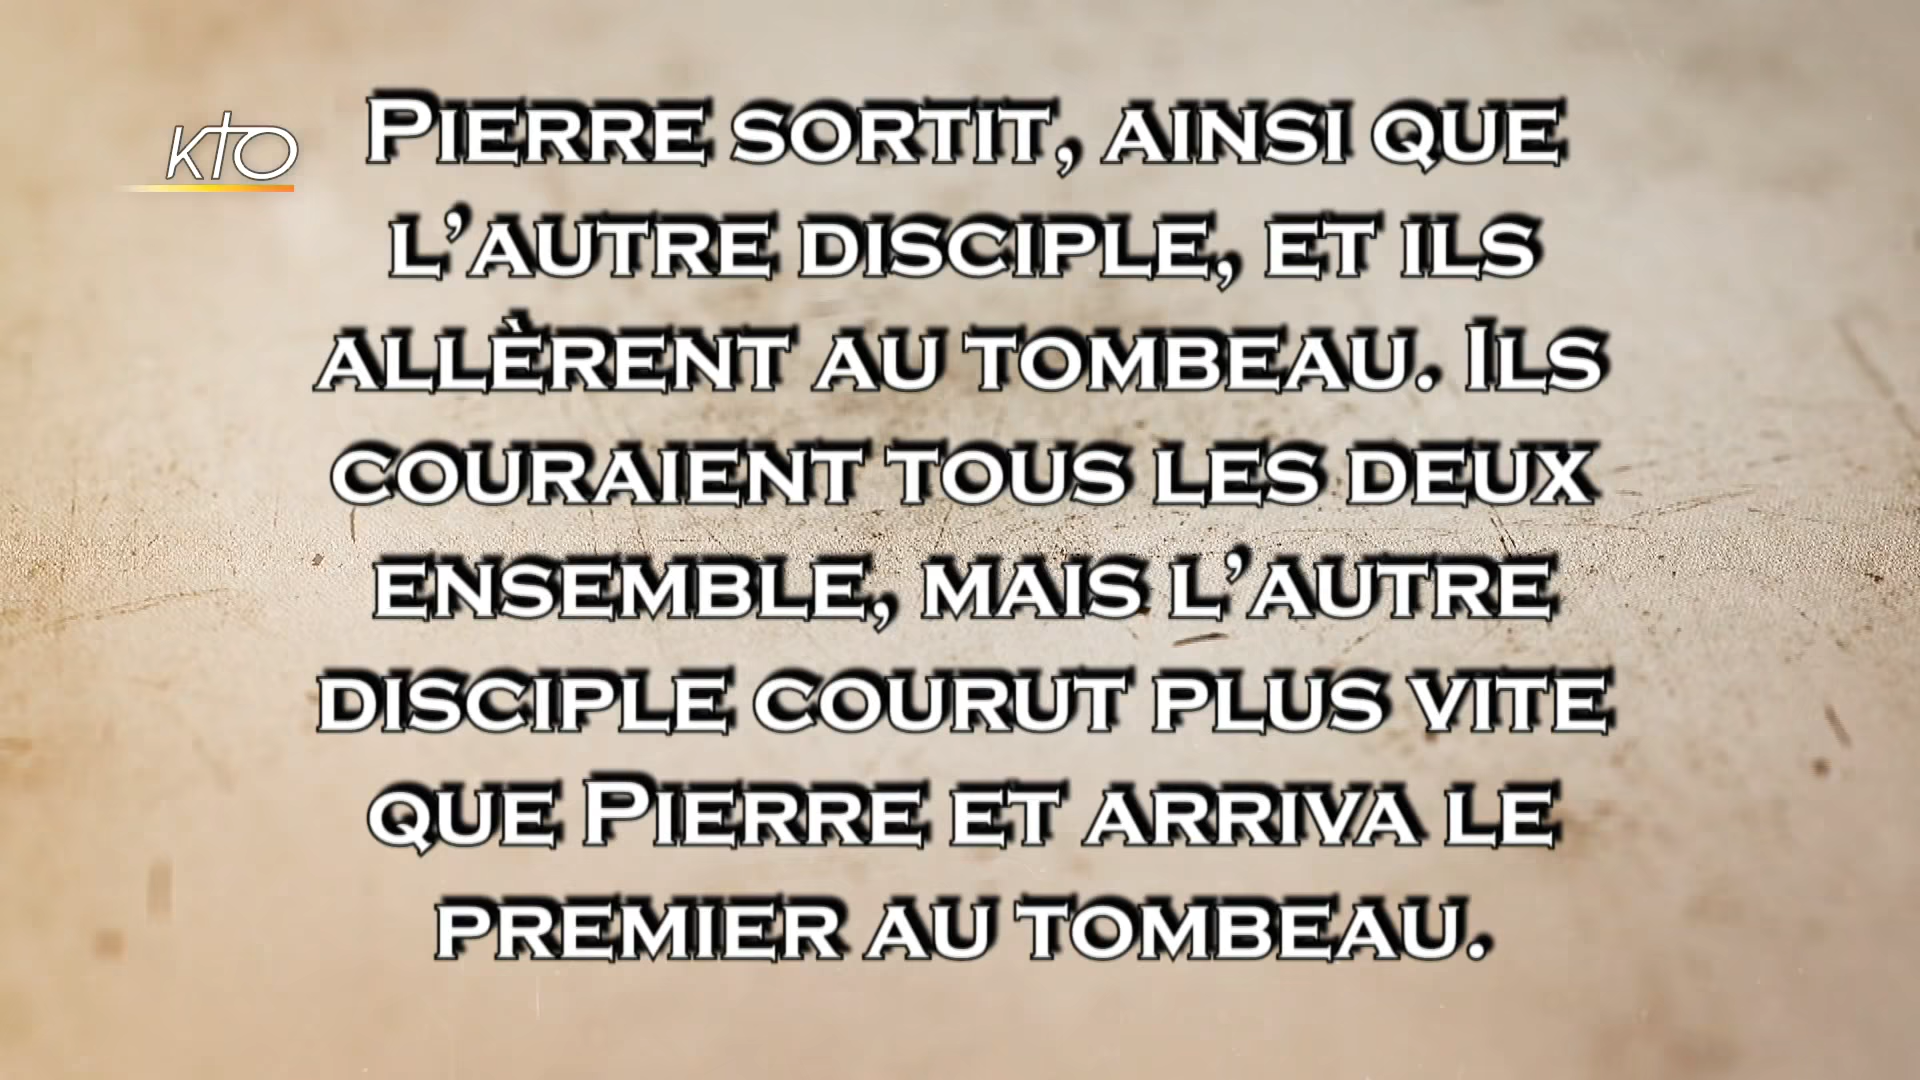 KTO
Pierre sortit, ainsi que
l’autre disciple, et ils
allèrent au tombeau. Ils
couraient tous les deux
ensemble, mais l’autre
disciple courut plus vite
que Pierre et arriva le
premier au tombeau.